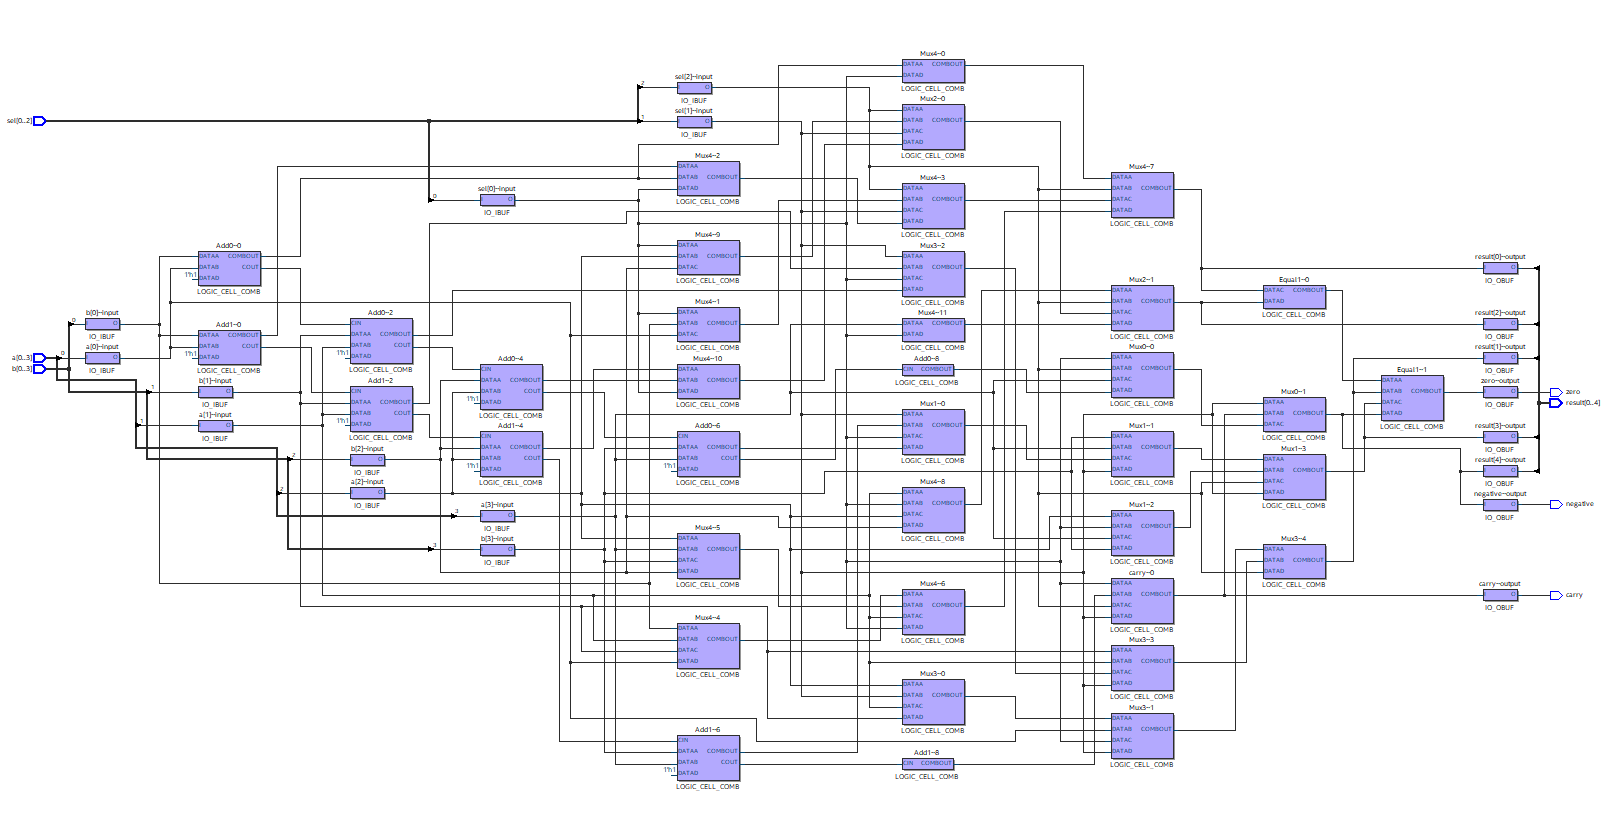 sel[0..2]
a[0..3]
b[0..3]
0
b[0]~input
I O
IO_IBUF
0
a[0]~input
I O
IO_IBUF
1
b[1]~input
I O
IO_IBUF
1
a[1]~input
I O
IO_IBUF
Add0~0
DATAA COMBOUT
DATAB COUT
1'h1 DATAD
LOGIC_CELL_COMB
Add1~0
DATAA COMBOUT
DATAB COUT
1'h1 DATAD
LOGIC_CELL_COMB
Add0~2
CIN
DATAA COMBOUT
DATAB COUT
1'h1 DATAD
LOGIC_CELL_COMB
Add1~2
CIN
DATAA COMBOUT
DATAB COUT
1'h1 DATAD
LOGIC_CELL_COMB
2
b[2]~input
I O
IO_IBUF
2
a[2]~input
I O
IO_IBUF
0
sel[0]~input
I O
IO_IBUF
Add0~4
CIN
DATAA COMBOUT
DATAB COUT
1'h1 DATAD
LOGIC_CELL_COMB
Add1~4
CIN
DATAA COMBOUT
DATAB COUT
1'h1 DATAD
LOGIC_CELL_COMB
3
a[3]~input
I O
IO_IBUF
3
b[3]~input
I O
IO_IBUF
2
sel[2]~input
I O
IO_IBUF
1
sel[1]~input
I O
IO_IBUF
Mux4~2
DATAA
DATAB COMBOUT
DATAD
LOGIC_CELL_COMB
Mux4~9
DATAA
DATAB COMBOUT
DATAC
LOGIC_CELL_COMB
Mux4~1
DATAA
DATAB COMBOUT
DATAC
LOGIC_CELL_COMB
Mux4~10
DATAA
DATAB COMBOUT
DATAC
LOGIC_CELL_COMB
Add0~6
CIN
DATAA COMBOUT
DATAB
1'h1 DATAD
LOGIC_CELL_COMB
Mux4~5
DATAA
DATAB COMBOUT
DATAC
DATAD
LOGIC_CELL_COMB
Mux4~4
DATAA
DATAB COMBOUT
DATAC
DATAD
LOGIC_CELL_COMB
Add1~6
CIN
DATAA COMBOUT
DATAB COUT
1'h1 DATAD
LOGIC_CELL_COMB
Mux4~0
DATAA COMBOUT
DATAD
LOGIC_CELL_COMB
Mux2~0
DATAA
DATAB COMBOUT
DATAC
DATAD
LOGIC_CELL_COMB
Mux4~3
DATAA
DATAB COMBOUT
DATAC
DATAD
LOGIC_CELL_COMB
Mux3~2
DATAA
DATAB COMBOUT
DATAC
DATAD
LOGIC_CELL_COMB
Mux4~11
DATAA COMBOUT
DATAD
LOGIC_CELL_COMB
Add0~8
CIN COMBOUT
LOGIC_CELL_COMB
Mux1~0
DATAA
DATAB COMBOUT
DATAC
DATAD
LOGIC_CELL_COMB
Mux4~8
DATAA
DATAB COMBOUT
DATAC
DATAD
LOGIC_CELL_COMB
Mux4~6
DATAA
DATAB COMBOUT
DATAC
DATAD
LOGIC_CELL_COMB
Mux3~0
DATAA
DATAB COMBOUT
DATAC
DATAD
LOGIC_CELL_COMB
Add1~8
CIN COMBOUT
LOGIC_CELL_COMB
Mux4~7
DATAA
DATAB COMBOUT
DATAC
DATAD
LOGIC_CELL_COMB
Mux2~1
DATAA
DATAB COMBOUT
DATAC
DATAD
LOGIC_CELL_COMB
Mux0~0
DATAA
DATAB COMBOUT
DATAC
DATAD
LOGIC_CELL_COMB
Mux1~1
DATAA
DATAB COMBOUT
DATAC
DATAD
LOGIC_CELL_COMB
Mux1~2
DATAA
DATAB COMBOUT
DATAC
DATAD
LOGIC_CELL_COMB
carry~0
DATAA
DATAB COMBOUT
DATAC
DATAD
LOGIC_CELL_COMB
Mux3~3
DATAA
DATAB COMBOUT
DATAC
DATAD
LOGIC_CELL_COMB
Mux3~1
DATAA
DATAB COMBOUT
DATAC
DATAD
LOGIC_CELL_COMB
Equal1~0
DATAC COMBOUT
DATAD
LOGIC_CELL_COMB
Mux0~1
DATAA
DATAB COMBOUT
DATAD
LOGIC_CELL_COMB
Mux1~3
DATAA
DATAB COMBOUT
DATAC
DATAD
LOGIC_CELL_COMB
Mux3~4
DATAA
DATAB COMBOUT
DATAD
LOGIC_CELL_COMB
Equal1~1
DATAA
DATAB COMBOUT
DATAC
DATAD
LOGIC_CELL_COMB
result[0]~output
I O
IO_OBUF
result[2]~output
I O
IO_OBUF
result[1]~output
I O
IO_OBUF
zero~output
I O
IO_OBUF
result[3]~output
I O
IO_OBUF
result[4]~output
I O
IO_OBUF
negative~output
I O
IO_OBUF
carry~output
I O
IO_OBUF
zero
result[0..4]
negative
carry